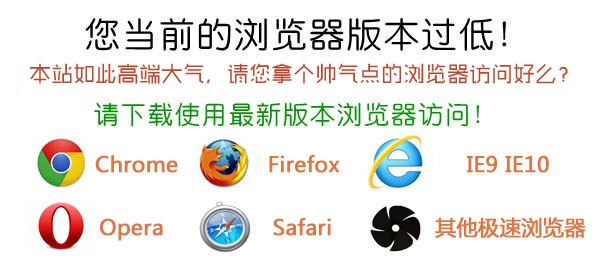 您当前的浏览器版本过低!
本站如此高端大气,请您拿个帅气点的浏览器访问好么?
请下载使用最新版本浏览器访问!
Chrome Firefox IE9 IE10
Opera Safari 其他极速浏览器